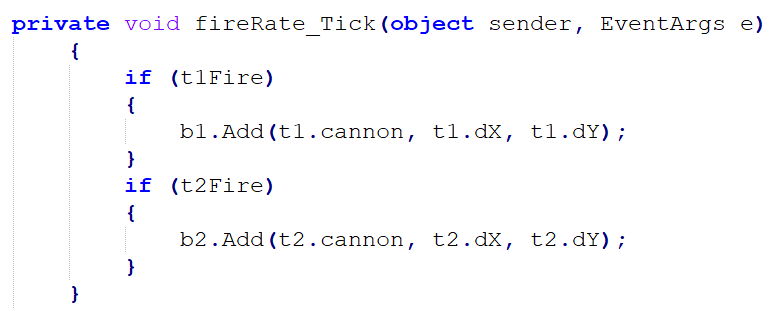 private void fireRate_Tick(object sender, EventArgs e)
{
if (t1Fire)
{
b1.Add(t1.cannon, t1.dX, t1.dY);
}
if (t2Fire)
{
b2.Add(t2.cannon, t2.dX, t2.dY);
}
}